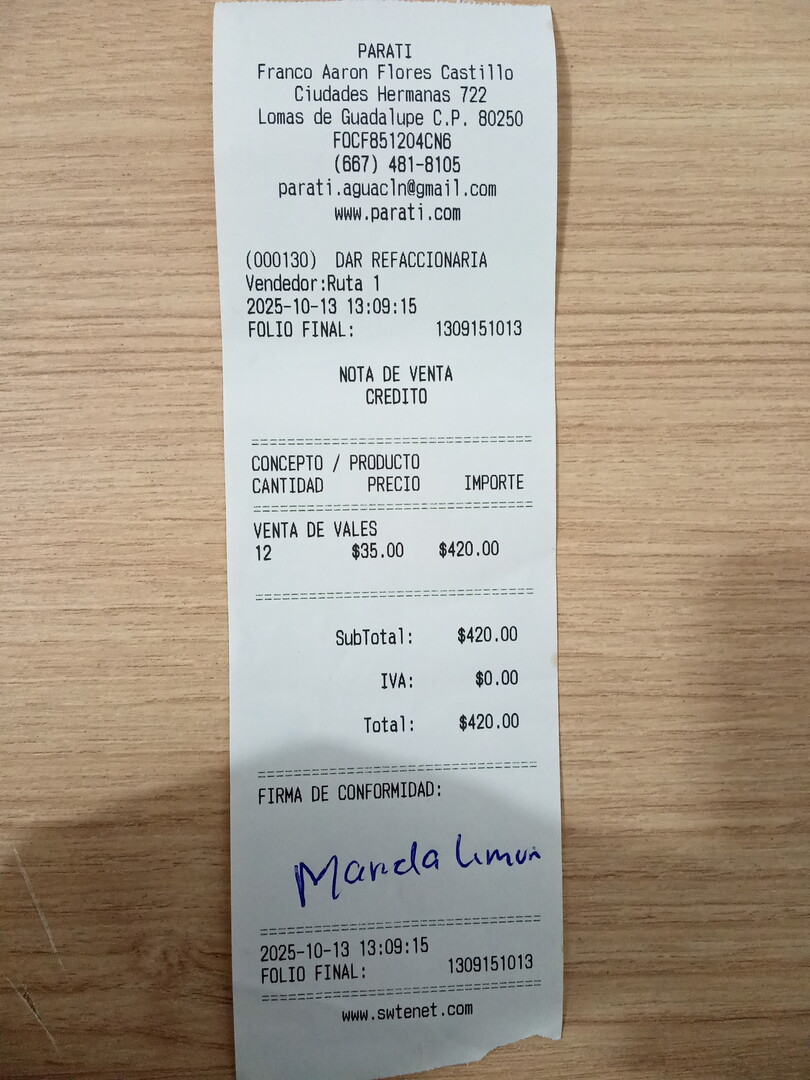 PARATI
Franco Aaron Flores Castillo
Ciudades Hermanas 722
Lomas de Guadalupe C.P. 80250
FOCF851204CN6
(667) 481-8105
parati.aguacln@gmail.com
www.parati.com
(000130) DAR REFACCIONARIA
Vendedor:Ruta 1
2025-10-13 13:09:15
FOLIO FINAL: 1309151013
NOTA DE VENTA
CREDITO
CONCEPTO / PRODUCTO
CANTIDAD PRECIO IMPORTE
VENTA DE VALES
12 $35.00 $420.00
SubTotal: $420.00
IVA: $0.00
Total: $420.00
FIRMA DE CONFORMIDAD:
2025-10-13 13:09:15
FOLIO FINAL: 1309151013
www.swtenet.com